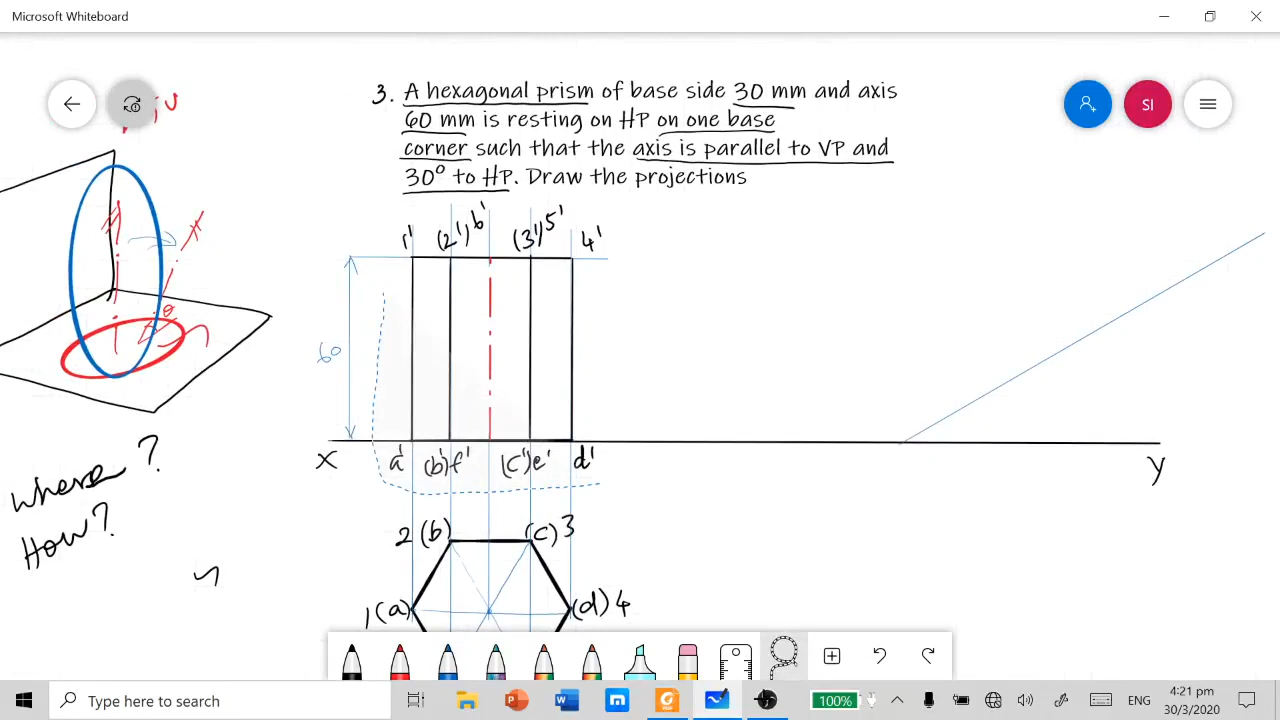 Microsoft Whiteboard
3. A hexagonal prism of base side 30 mm and axis
60 mm is resting on HP on one base
corner such that the axis is parallel to VP and
30° to HP. Draw the projections
SI
1' (2') 6' (3') 5' 4'
θ
60
X a' (b') f' (c') e' d' y
Where?
How?
2 (b) (c) 3
1 (a) (d) 4
Type here to search
100%
ENG
4:21 pm
30/3/2020